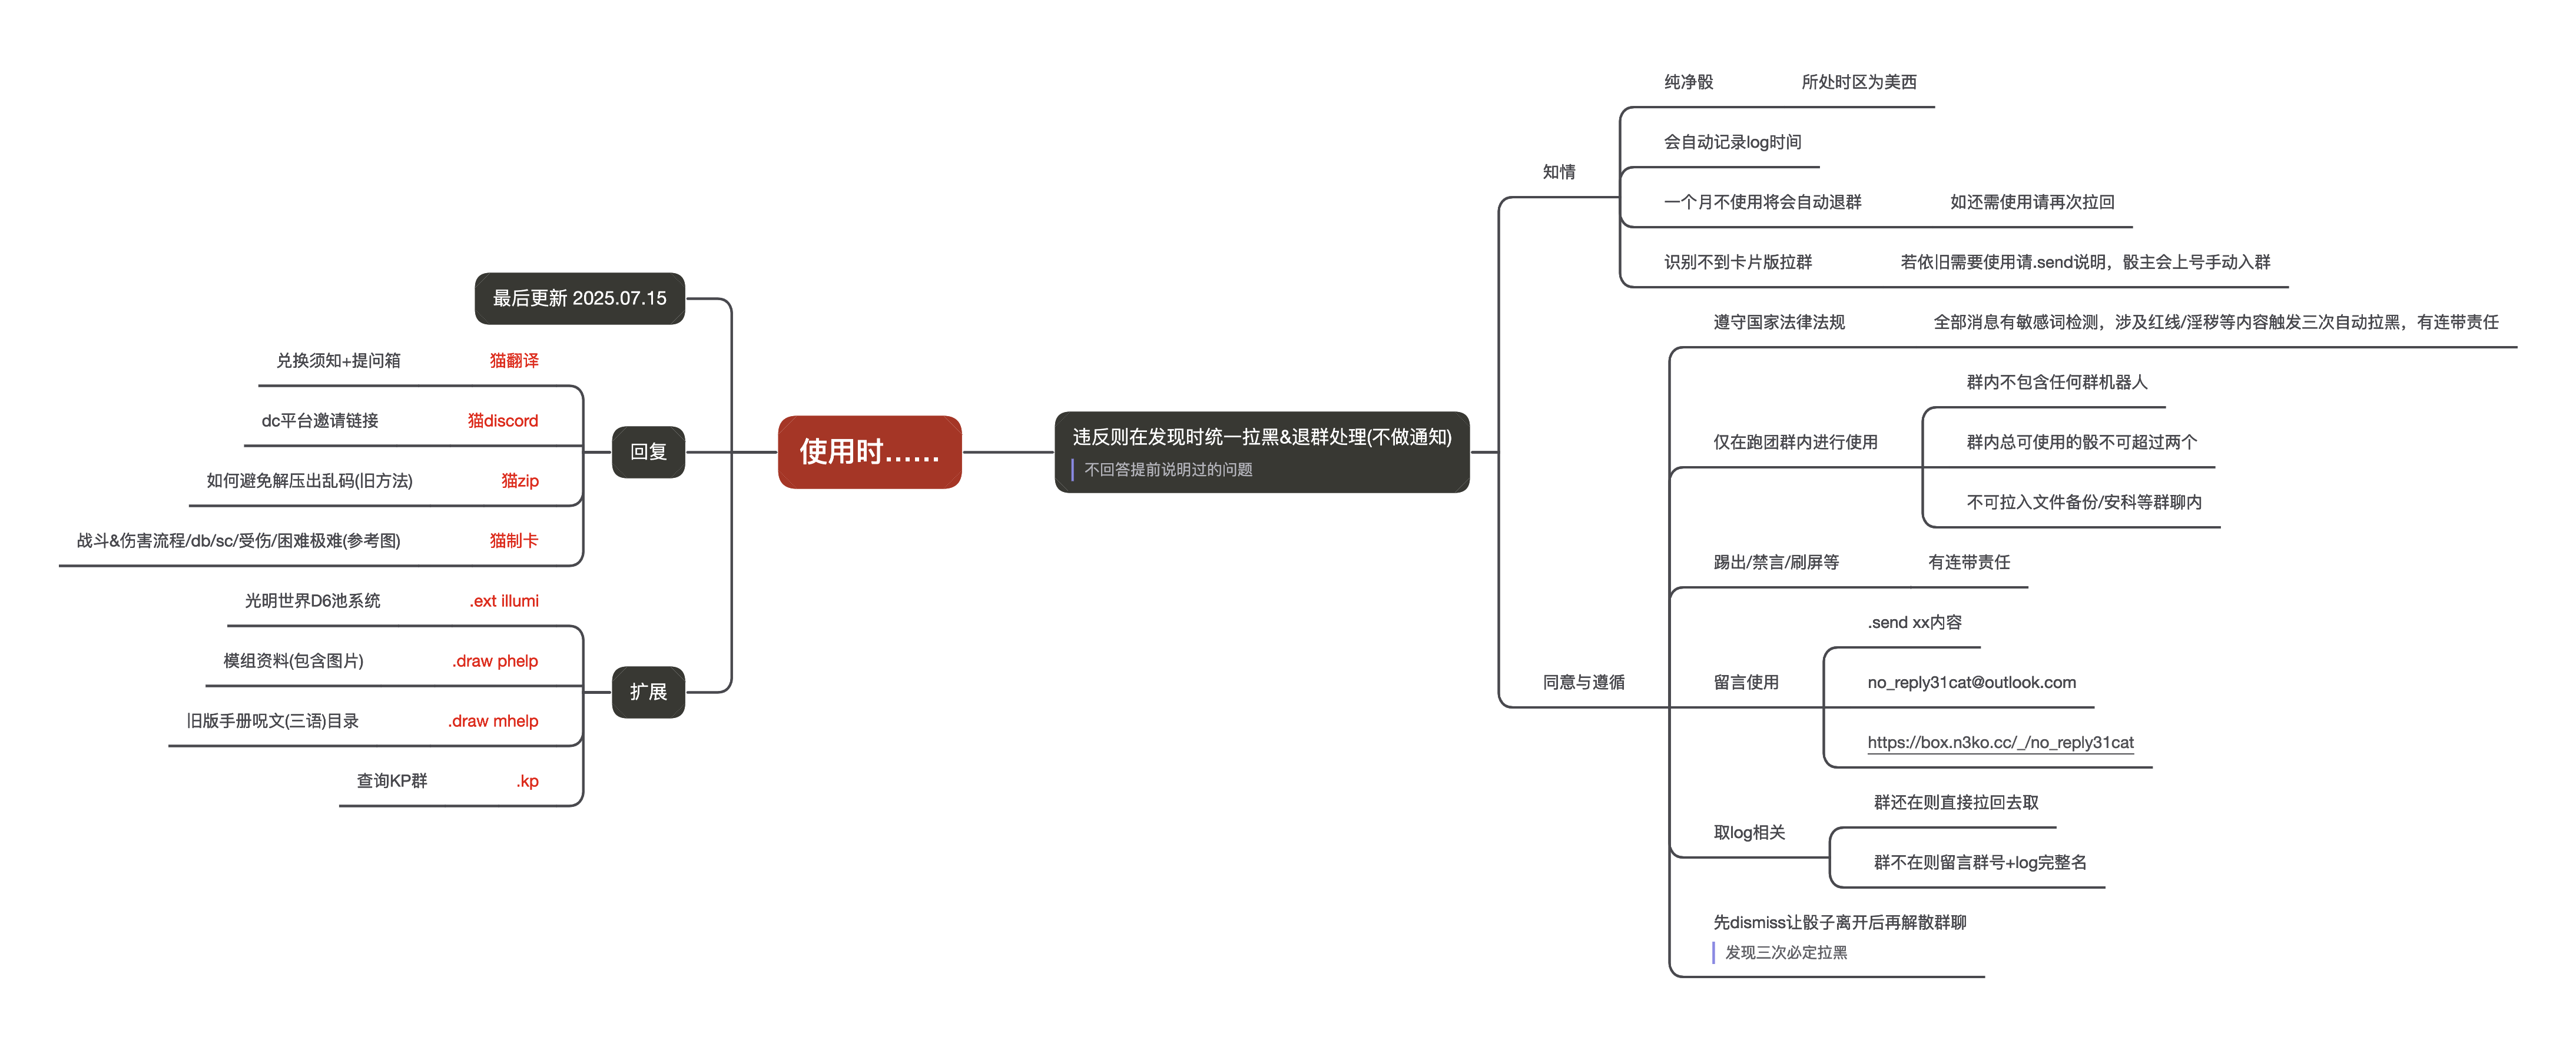 使用时……
最后更新 2025.07.15
回复
猫翻译
兑换须知+提问箱
猫discord
dc平台邀请链接
猫zip
如何避免解压出乱码(旧方法)
猫制卡
战斗&伤害流程/db/sc/受伤/困难极难(参考图)
扩展
.ext illumi
光明世界D6池系统
.draw phelp
模组资料(包含图片)
.draw mhelp
旧版手册呪文(三语)目录
.kp
查询KP群
违反则在发现时统一拉黑&退群处理(不做通知)
不回答提前说明过的问题
知情
纯净骰
所处时区为美西
会自动记录log时间
一个月不使用将会自动退群
如还需使用请再次拉回
识别不到卡片版拉群
若依旧需要使用请.send说明，骰主会上号手动入群
同意与遵循
遵守国家法律法规
全部消息有敏感词检测，涉及红线/淫秽等内容触发三次自动拉黑，有连带责任
仅在跑团群内进行使用
群内不包含任何群机器人
群内总可使用的骰不可超过两个
不可拉入文件备份/安科等群聊内
踢出/禁言/刷屏等
有连带责任
留言使用
.send xx内容
no_reply31cat@outlook.com
https://box.n3ko.cc/_/no_reply31cat
取log相关
群还在则直接拉回去取
群不在则留言群号+log完整名
先dismiss让骰子离开后再解散群聊
发现三次必定拉黑